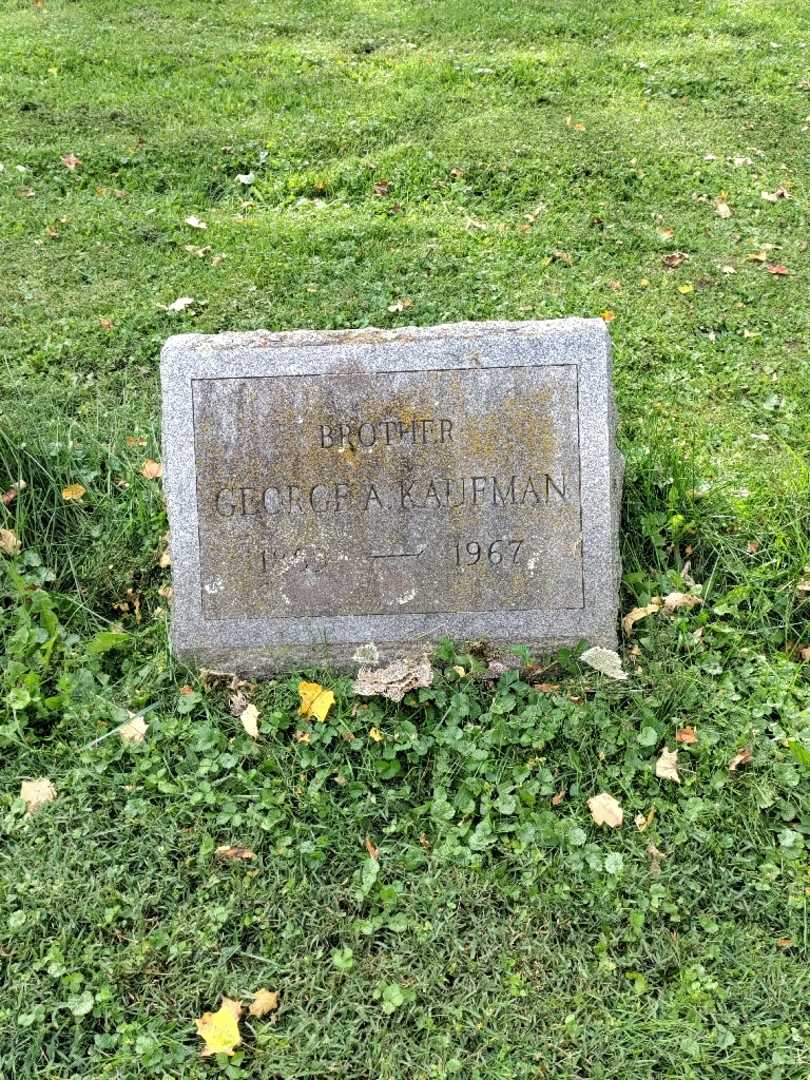 BROTHER
GEORGE A. KAUFMAN
— 1967